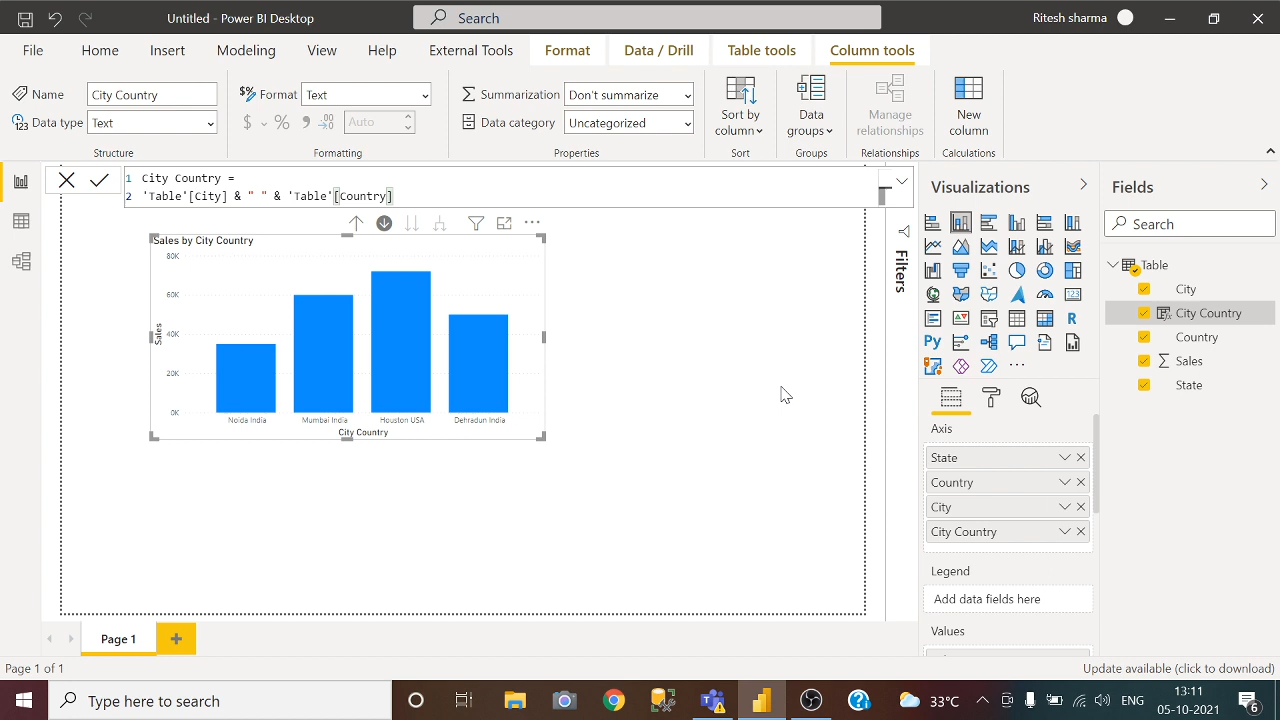 Untitled - Power BI Desktop
Search
Ritesh sharma
File
Home
Insert
Modeling
View
Help
External Tools
Format
Data / Drill
Table tools
Column tools
Name
City Country
Data type
Text
Structure
Format
Text
$
%
Auto
Formatting
Summarization
Don't summarize
Data category
Uncategorized
Properties
Sort by
column
Sort
Data
groups
Groups
Manage
relationships
Relationships
New
column
Calculations
1 City Country =
2 'Table'[City] & " " & 'Table'[Country]
Sales by City Country
80K
60K
40K
20K
0K
Sales
Noida India
Mumbai India
Houston USA
Dehradun India
City Country
Filters
Visualizations
R
Py
Axis
State
Country
City
City Country
Legend
Add data fields here
Values
Fields
Search
Table
City
City Country
Country
Sales
State
Page 1
Page 1 of 1
Update available (click to download)
Type here to search
33°C
ENG
13:11
05-10-2021
6